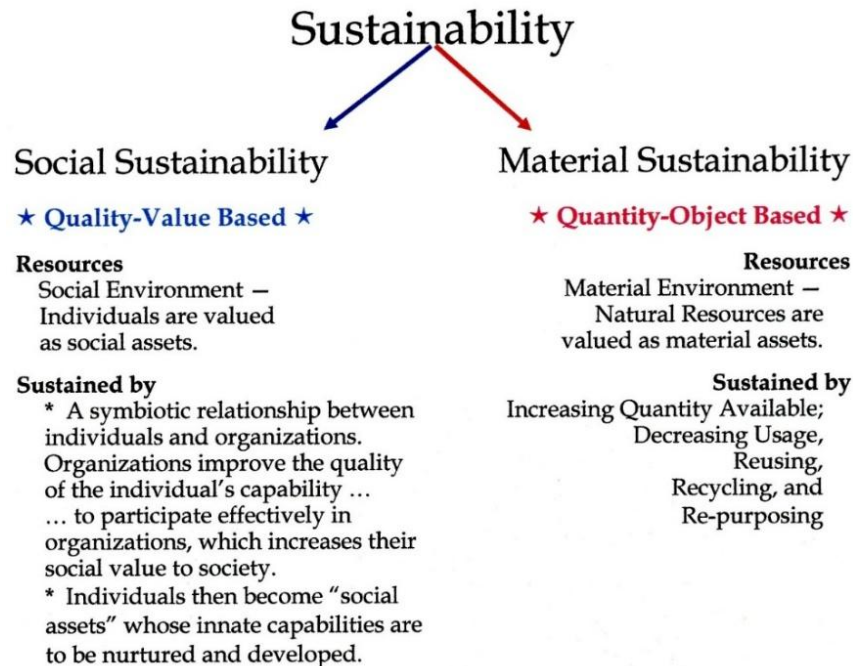 Sustainability
Social Sustainability
★ Quality-Value Based ★
Resources
Social Environment —
Individuals are valued
as social assets.
Sustained by
* A symbiotic relationship between
individuals and organizations.
Organizations improve the quality
of the individual's capability ...
... to participate effectively in
organizations, which increases their
social value to society.
* Individuals then become “social
assets” whose innate capabilities are
to be nurtured and developed.
Material Sustainability
★ Quantity-Object Based ★
Resources
Material Environment —
Natural Resources are
valued as material assets.
Sustained by
Increasing Quantity Available;
Decreasing Usage,
Reusing,
Recycling, and
Re-purposing